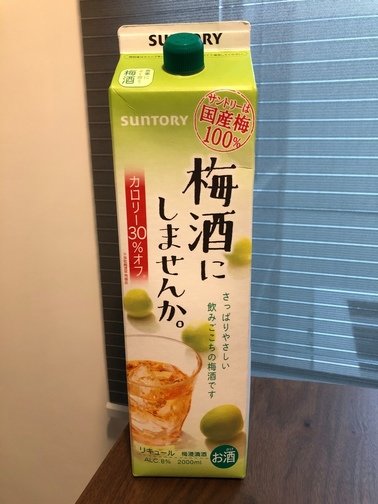 SUNTORY
梅酒
SUNTORY
サントリーは
国産梅
100%
梅酒に
しませんか。
カロリー30%オフ
さっぱりやさしい
飲みごこちの梅酒です
リキュール 梅浸漬酒
ALC.8% 2000ml
お酒